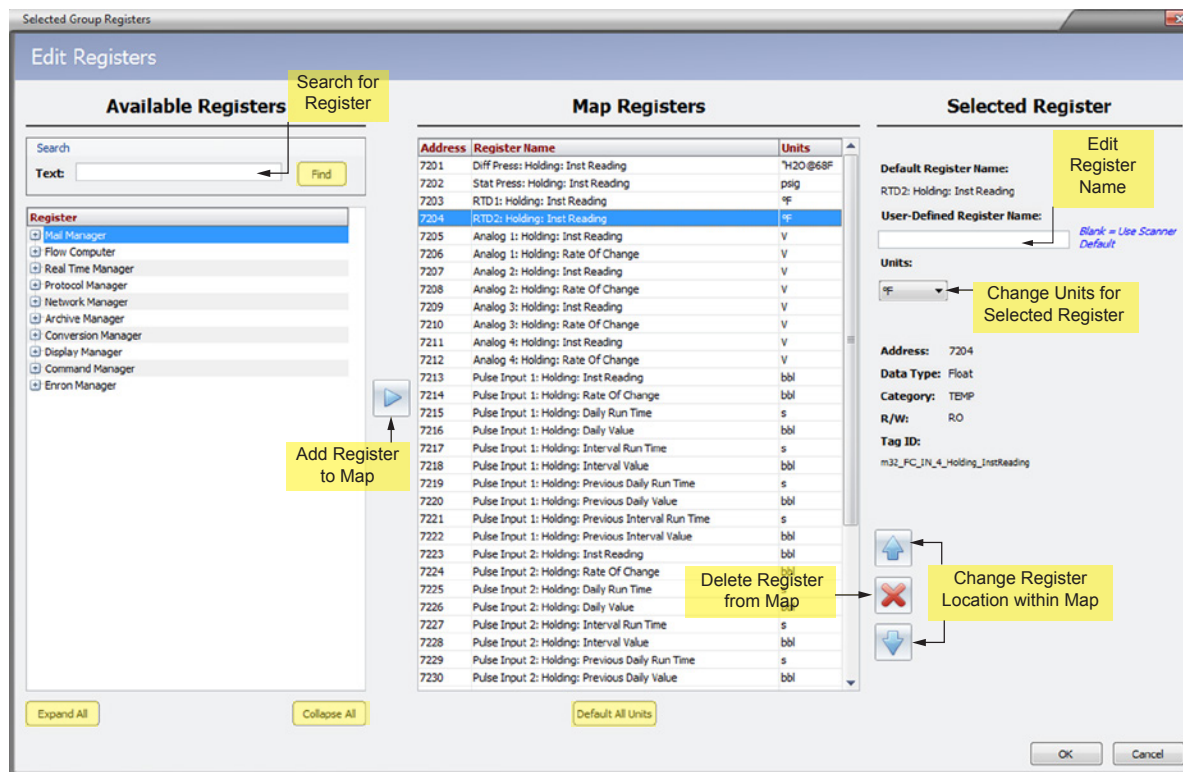 Selected Group Registers
Edit Registers
Search for
Register
Available Registers
Search
Text:
Find
Register
Mail Manager
Flow Computer
Real Time Manager
Protocol Manager
Network Manager
Archive Manager
Conversion Manager
Display Manager
Command Manager
Enron Manager
Add Register
to Map
Expand All
Collapse All
Map Registers
Address Register Name Units
7201 Diff Press: Holding: Inst Reading "H2O@68F
7202 Stat Press: Holding: Inst Reading psig
7203 RTD1: Holding: Inst Reading ºF
7204 RTD2: Holding: Inst Reading ºF
7205 Analog 1: Holding: Inst Reading V
7206 Analog 1: Holding: Rate Of Change V
7207 Analog 2: Holding: Inst Reading V
7208 Analog 2: Holding: Rate Of Change V
7209 Analog 3: Holding: Inst Reading V
7210 Analog 3: Holding: Rate Of Change V
7211 Analog 4: Holding: Inst Reading V
7212 Analog 4: Holding: Rate Of Change V
7213 Pulse Input 1: Holding: Inst Reading bbl
7214 Pulse Input 1: Holding: Rate Of Change bbl
7215 Pulse Input 1: Holding: Daily Run Time s
7216 Pulse Input 1: Holding: Daily Value bbl
7217 Pulse Input 1: Holding: Interval Run Time s
7218 Pulse Input 1: Holding: Interval Value bbl
7219 Pulse Input 1: Holding: Previous Daily Run Time s
7220 Pulse Input 1: Holding: Previous Daily Value bbl
7221 Pulse Input 1: Holding: Previous Interval Run Time s
7222 Pulse Input 1: Holding: Previous Interval Value bbl
7223 Pulse Input 2: Holding: Inst Reading bbl
7224 Pulse Input 2: Holding: Rate Of Change bbl
7225 Pulse Input 2: Holding: Daily Run Time
7226 Pulse Input 2: Holding: Daily Value
7227 Pulse Input 2: Holding: Interval Run Time s
7228 Pulse Input 2: Holding: Interval Value bbl
7229 Pulse Input 2: Holding: Previous Daily Run Time s
7230 Pulse Input 2: Holding: Previous Daily Value bbl
Delete Register
from Map
Default All Units
Selected Register
Edit
Register
Name
Default Register Name:
RTD2: Holding: Inst Reading
User-Defined Register Name:
Blank = Use Scanner
Default
Units:
ºF
Change Units for
Selected Register
Address: 7204
Data Type: Float
Category: TEMP
R/W: RO
Tag ID:
m32_FC_IN_4_Holding_InstReading
Change Register
Location within Map
OK
Cancel